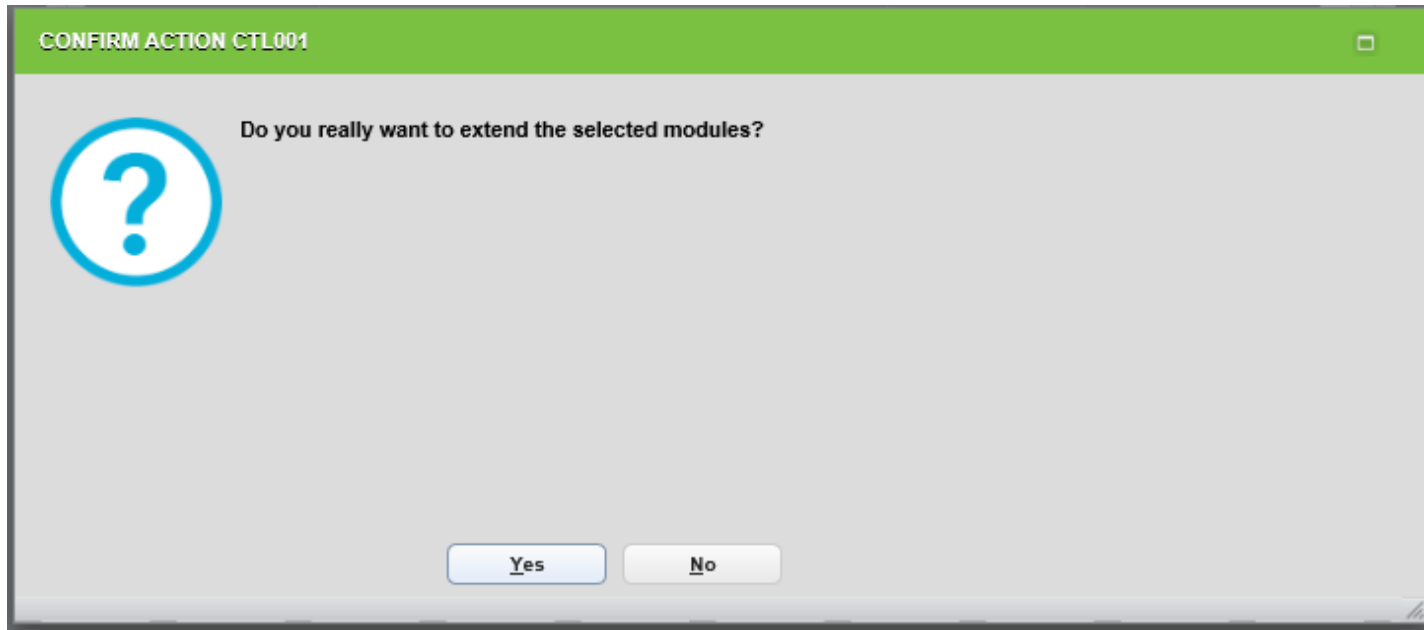 CONFIRM ACTION CTL001
Do you really want to extend the selected modules?
Yes
No